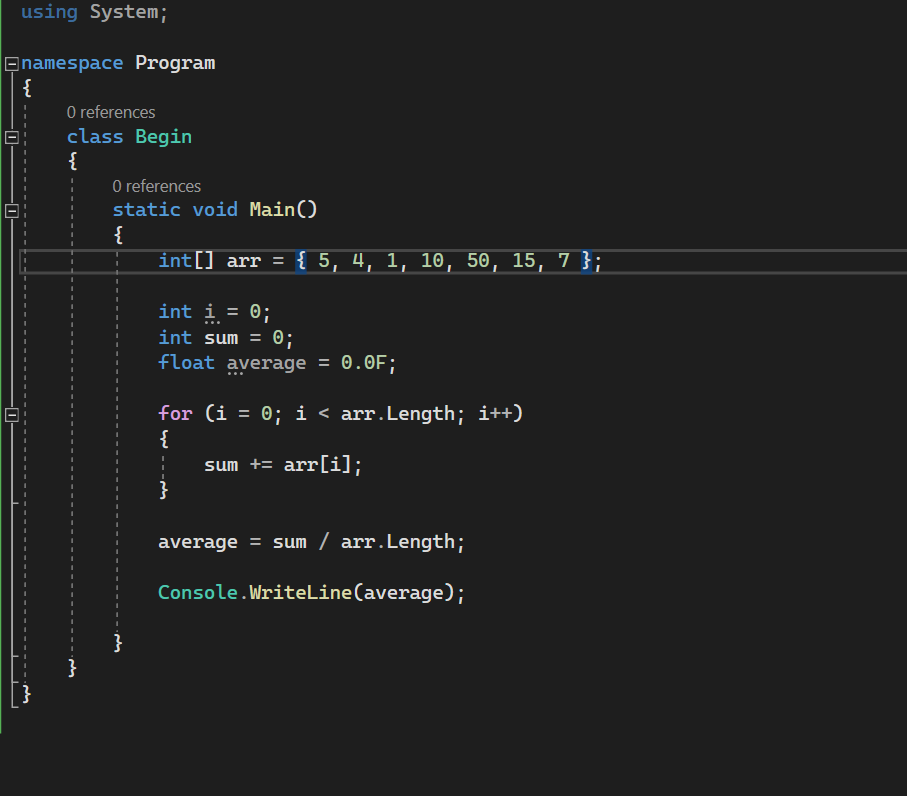 using System;
namespace Program
{
0 references
class Begin
{
0 references
static void Main()
{
int[] arr = { 5, 4, 1, 10, 50, 15, 7 };
int i = 0;
int sum = 0;
float average = 0.0F;
for (i = 0; i < arr.Length; i++)
{
sum += arr[i];
}
average = sum / arr.Length;
Console.WriteLine(average);
}
}
}